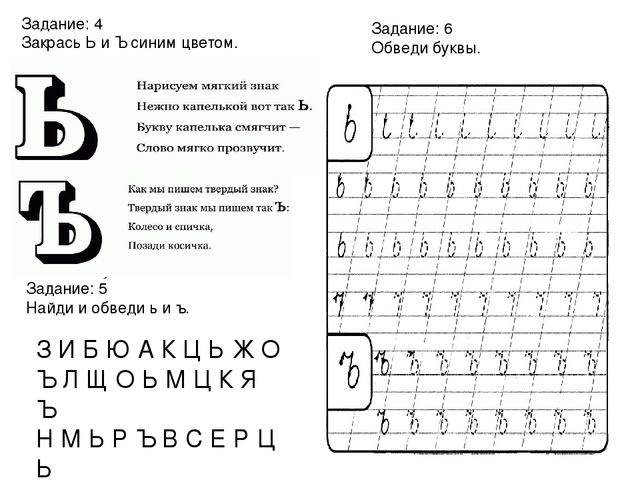 Задание: 4
Закрась Ь и Ъ синим цветом.
Ь
Нарисуем мягкий знак
Нежно капелькой вот так Ь.
Букву капелька смягчит —
Слово мягко прозвучит.
Ъ
Как мы пишем твердый знак?
Твердый знак мы пишем так Ъ:
Колесо и спичка,
Позади косичка.
Задание: 5
Найди и обведи ь и ъ.
З И Б Ю А К Ц Ь Ж О
Ъ Л Щ О Ь М Ц К Я
Ъ
Н М Ь Р Ъ В С Е Р Ц
Ь
Задание: 6
Обведи буквы.
ь
ь ь ь ь ь ь ь ь ь
ь ь ь ь ь ь ь ь ь
ъ
ъ ъ ъ ъ ъ ъ ъ ъ
ъ ъ ъ ъ ъ ъ ъ ъ